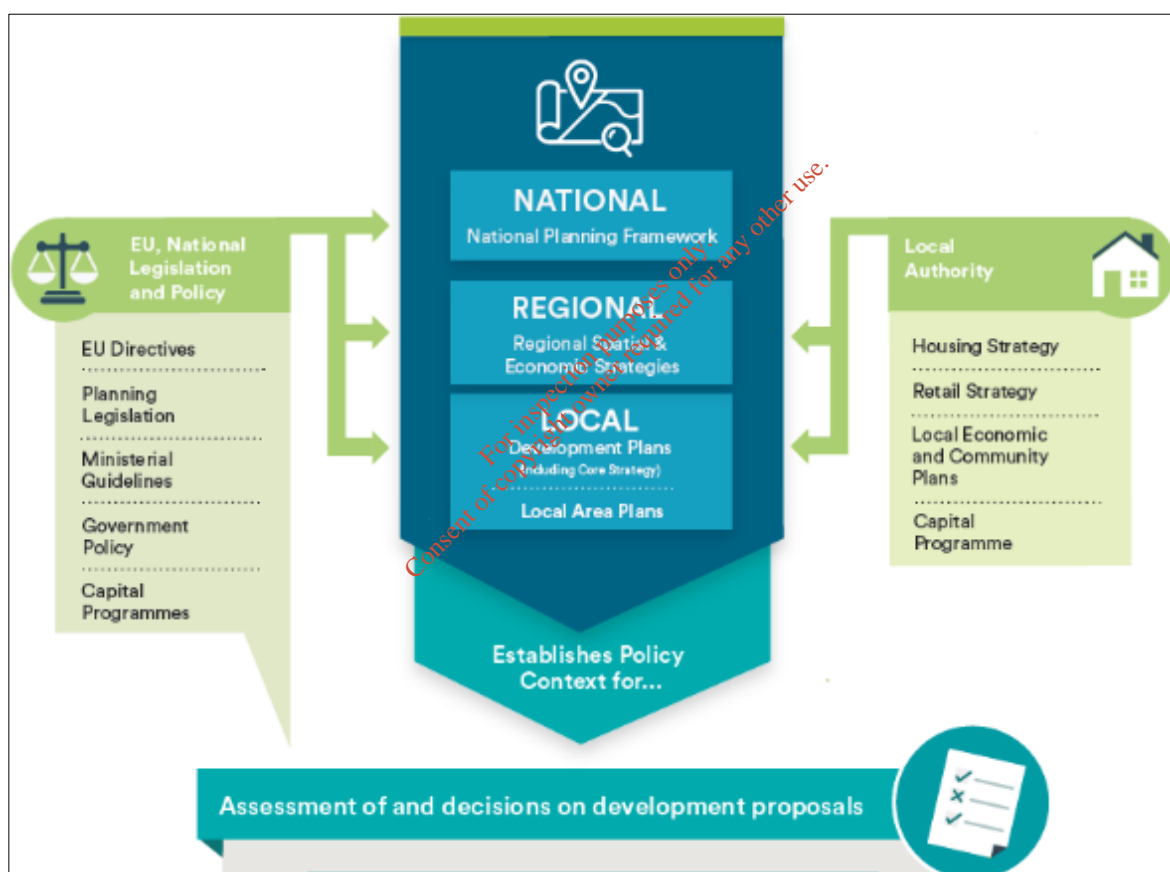 NATIONAL
National Planning Framework
REGIONAL
Regional Spatial &
Economic Strategies
LOCAL
Development Plans
(Including Core Strategy)
Local Area Plans
Establishes Policy
Context for...
EU, National
Legislation
and Policy
EU Directives
Planning
Legislation
Ministerial
Guidelines
Government
Policy
Capital
Programmes
Local
Authority
Housing Strategy
Retail Strategy
Local Economic
and Community
Plans
Capital
Programme
For inspection purposes only.
Consent of copyright owner required for any other use.
Assessment of and decisions on development proposals